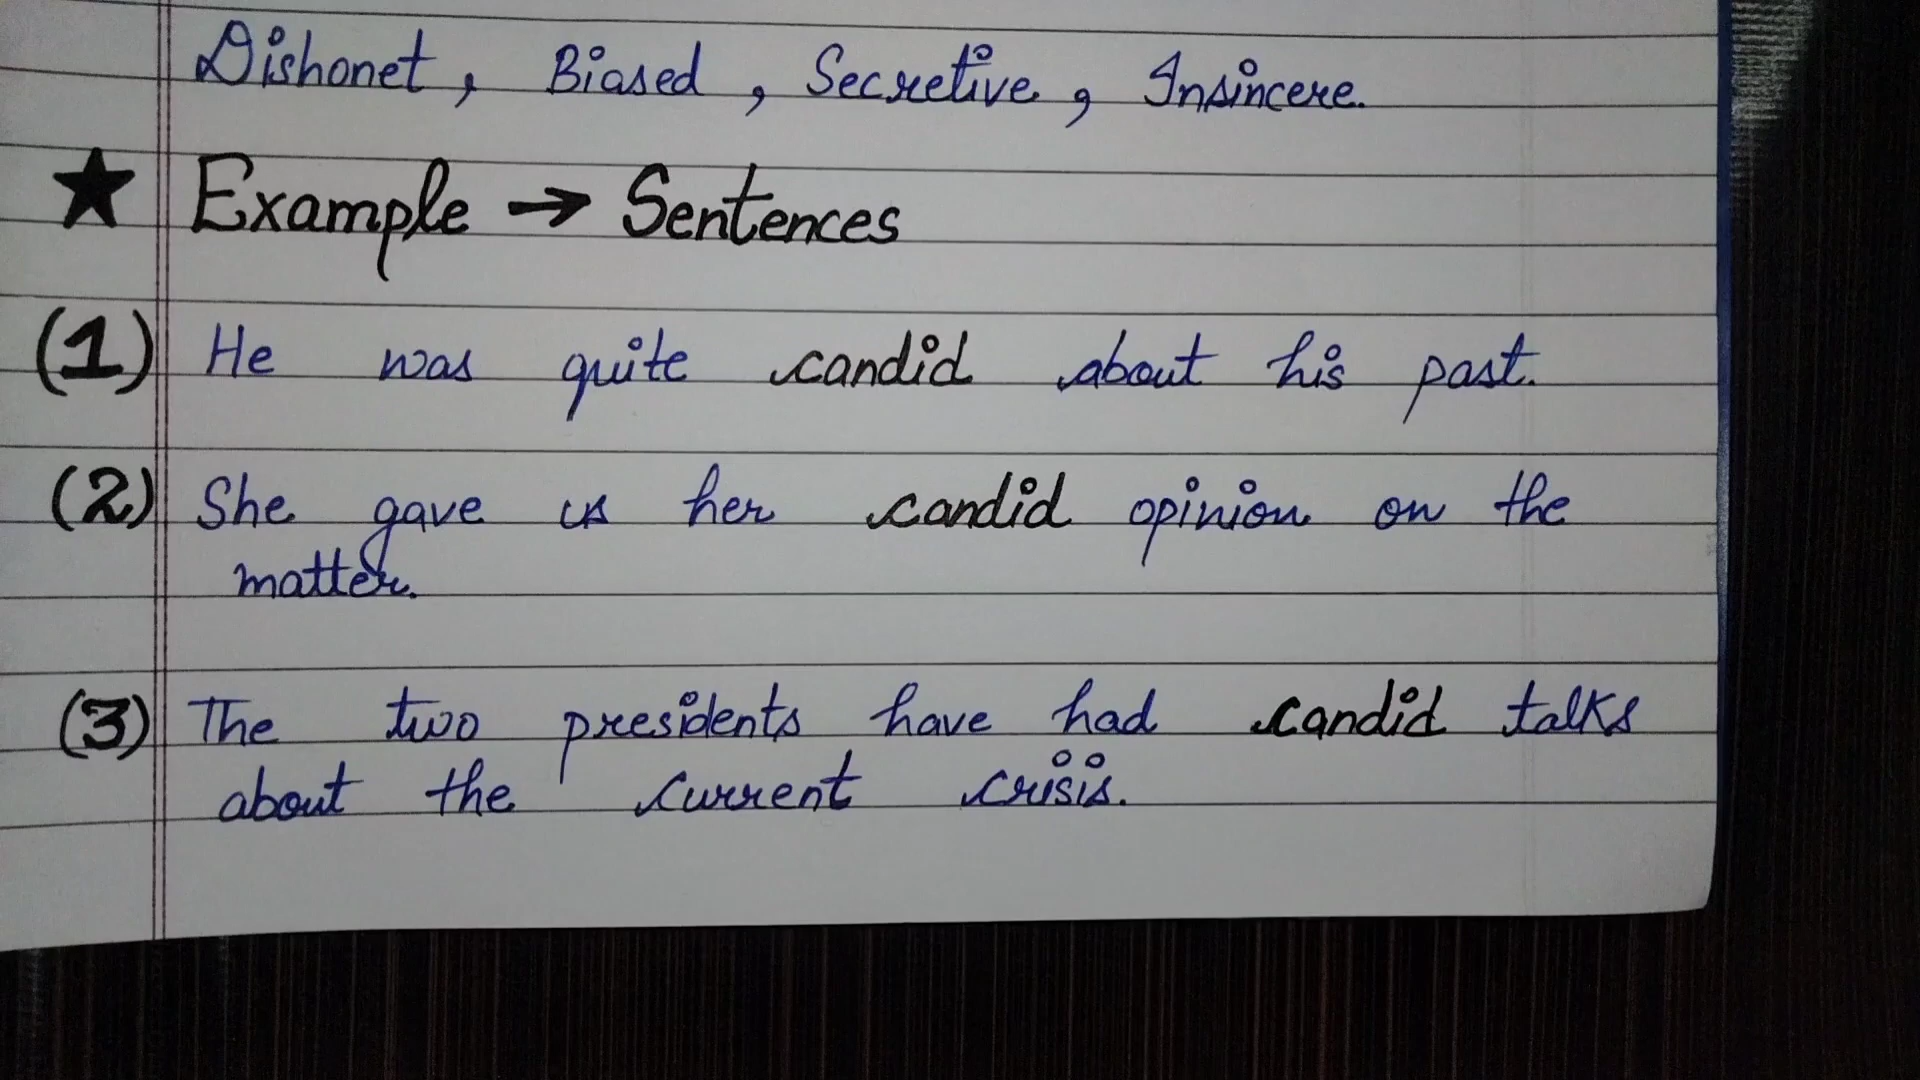 Dishonet, Biased, Secretive, Insincere.
★ Example → Sentences
(1) He was quite candid about his past.
(2) She gave us her candid opinion on the
matter.
(3) The two presidents have had candid talks
about the current crisis.